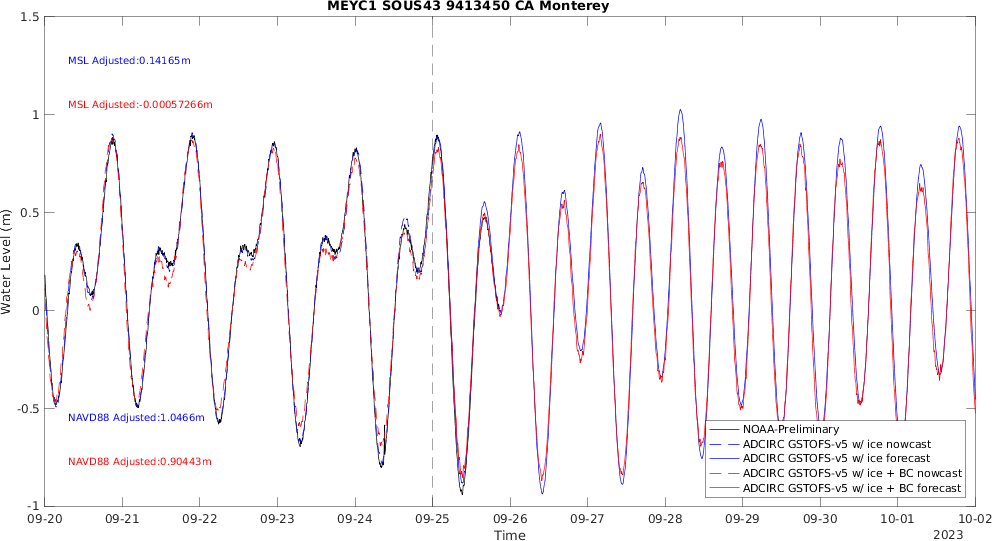 MEYC1 SOUS43 9413450 CA Monterey
1.5
MSL Adjusted:0.14165m
MSL Adjusted:-0.00057266m
1
0.5
Water Level (m)
0
-0.5
NAVD88 Adjusted:1.0466m
NAVD88 Adjusted:0.90443m
-1
NOAA-Preliminary
ADCIRC GSTOFS-v5 w/ ice nowcast
ADCIRC GSTOFS-v5 w/ ice forecast
ADCIRC GSTOFS-v5 w/ ice + BC nowcast
ADCIRC GSTOFS-v5 w/ ice + BC forecast
09-20 09-21 09-22 09-23 09-24 09-25 09-26 09-27 09-28 09-29 09-30 10-01 10-02
Time
2023